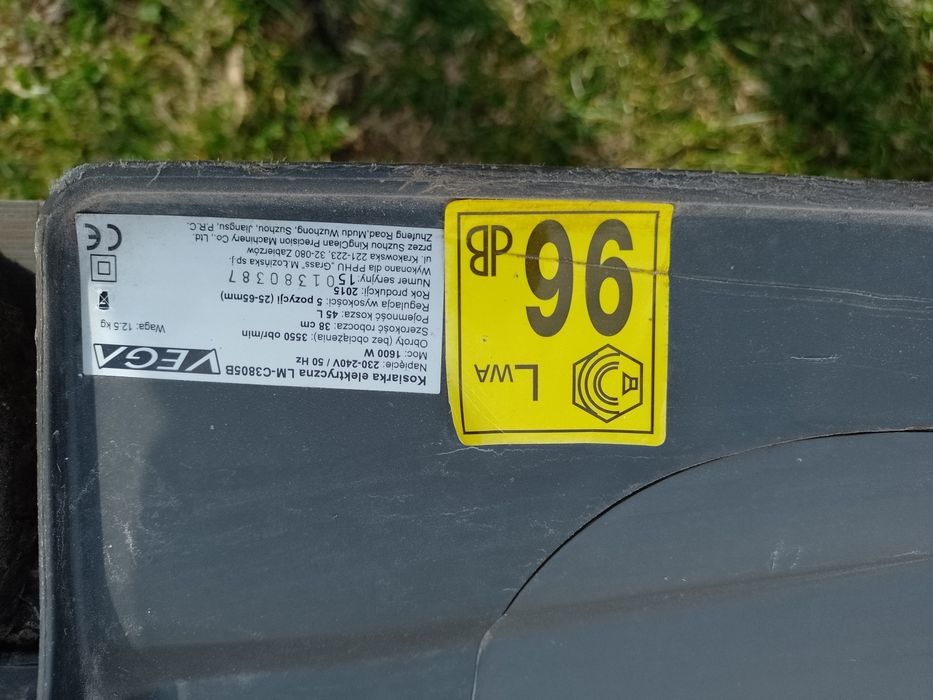 Kosiarka elektryczna LM-C3805B
Napięcie: 230-240V / 50 Hz
Moc: 1600 W
Obroty (bez obciążenia): 3550 obr/min
Szerokość robocza: 38 cm
Pojemność kosza: 45 L
Regulacja wysokości: 5 pozycji (25-65mm)
Rok produkcji: 2015
Numer seryjny: 1501380387
Wykonano dla PPHU „Grass" M.Łozińska sp.j.
ul. Krakowska 221-223, 32-080 Zabierzów
przez Suzhou KingClean Precision Machinery Co., Ltd.
Zhufeng Road,Mudu Wuzhong, Suzhou, Jiangsu, P.R.C.
VEGA
Waga: 12.5 kg
CE
LWA
96
dB